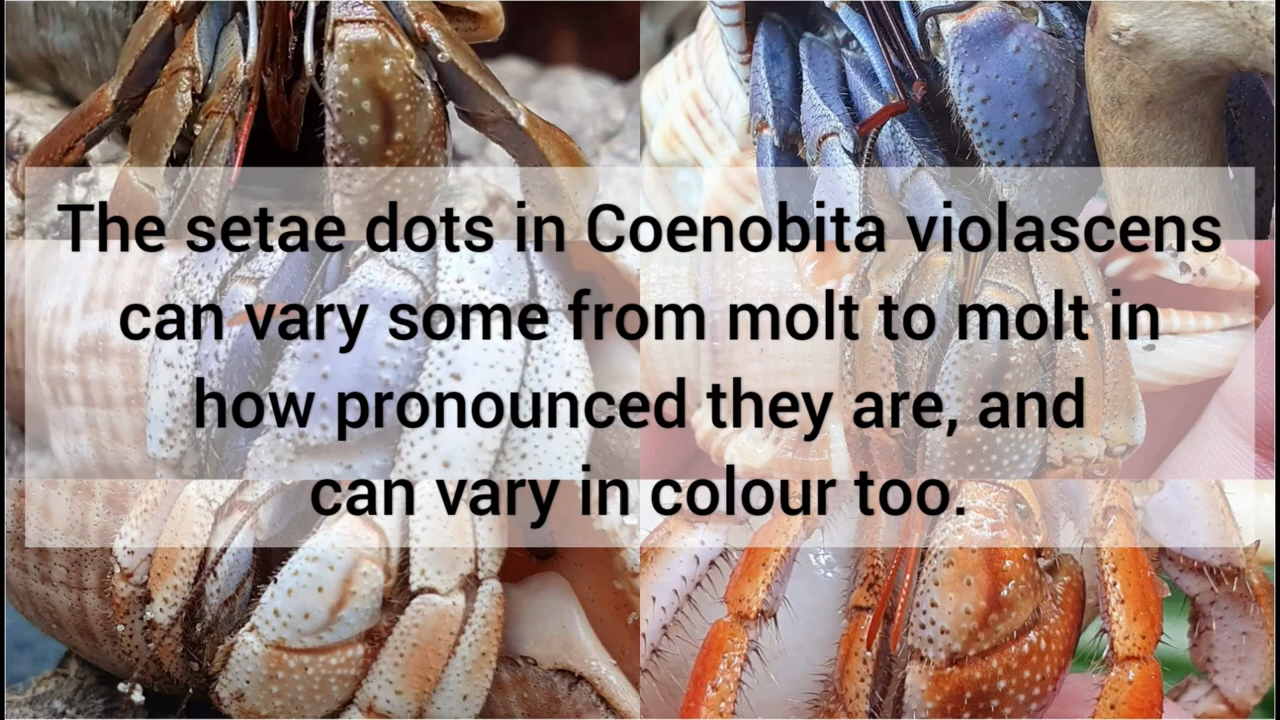 The setae dots in Coenobita violascens
can vary some from molt to molt in
how pronounced they are, and
can vary in colour too.